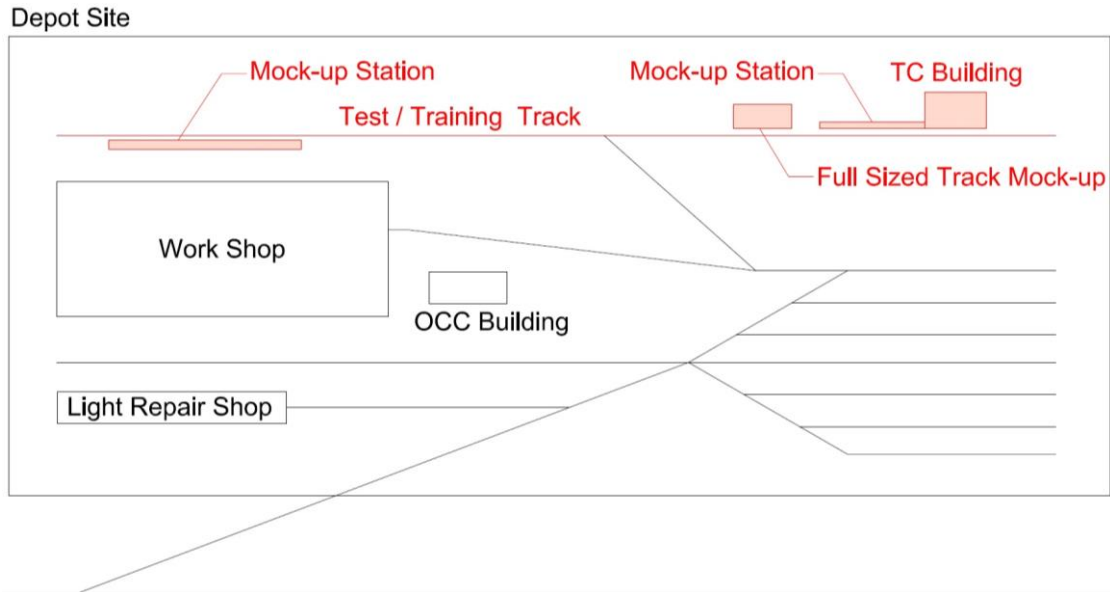 Depot Site
Mock-up Station
Mock-up Station
TC Building
Test / Training Track
Full Sized Track Mock-up
Work Shop
OCC Building
Light Repair Shop